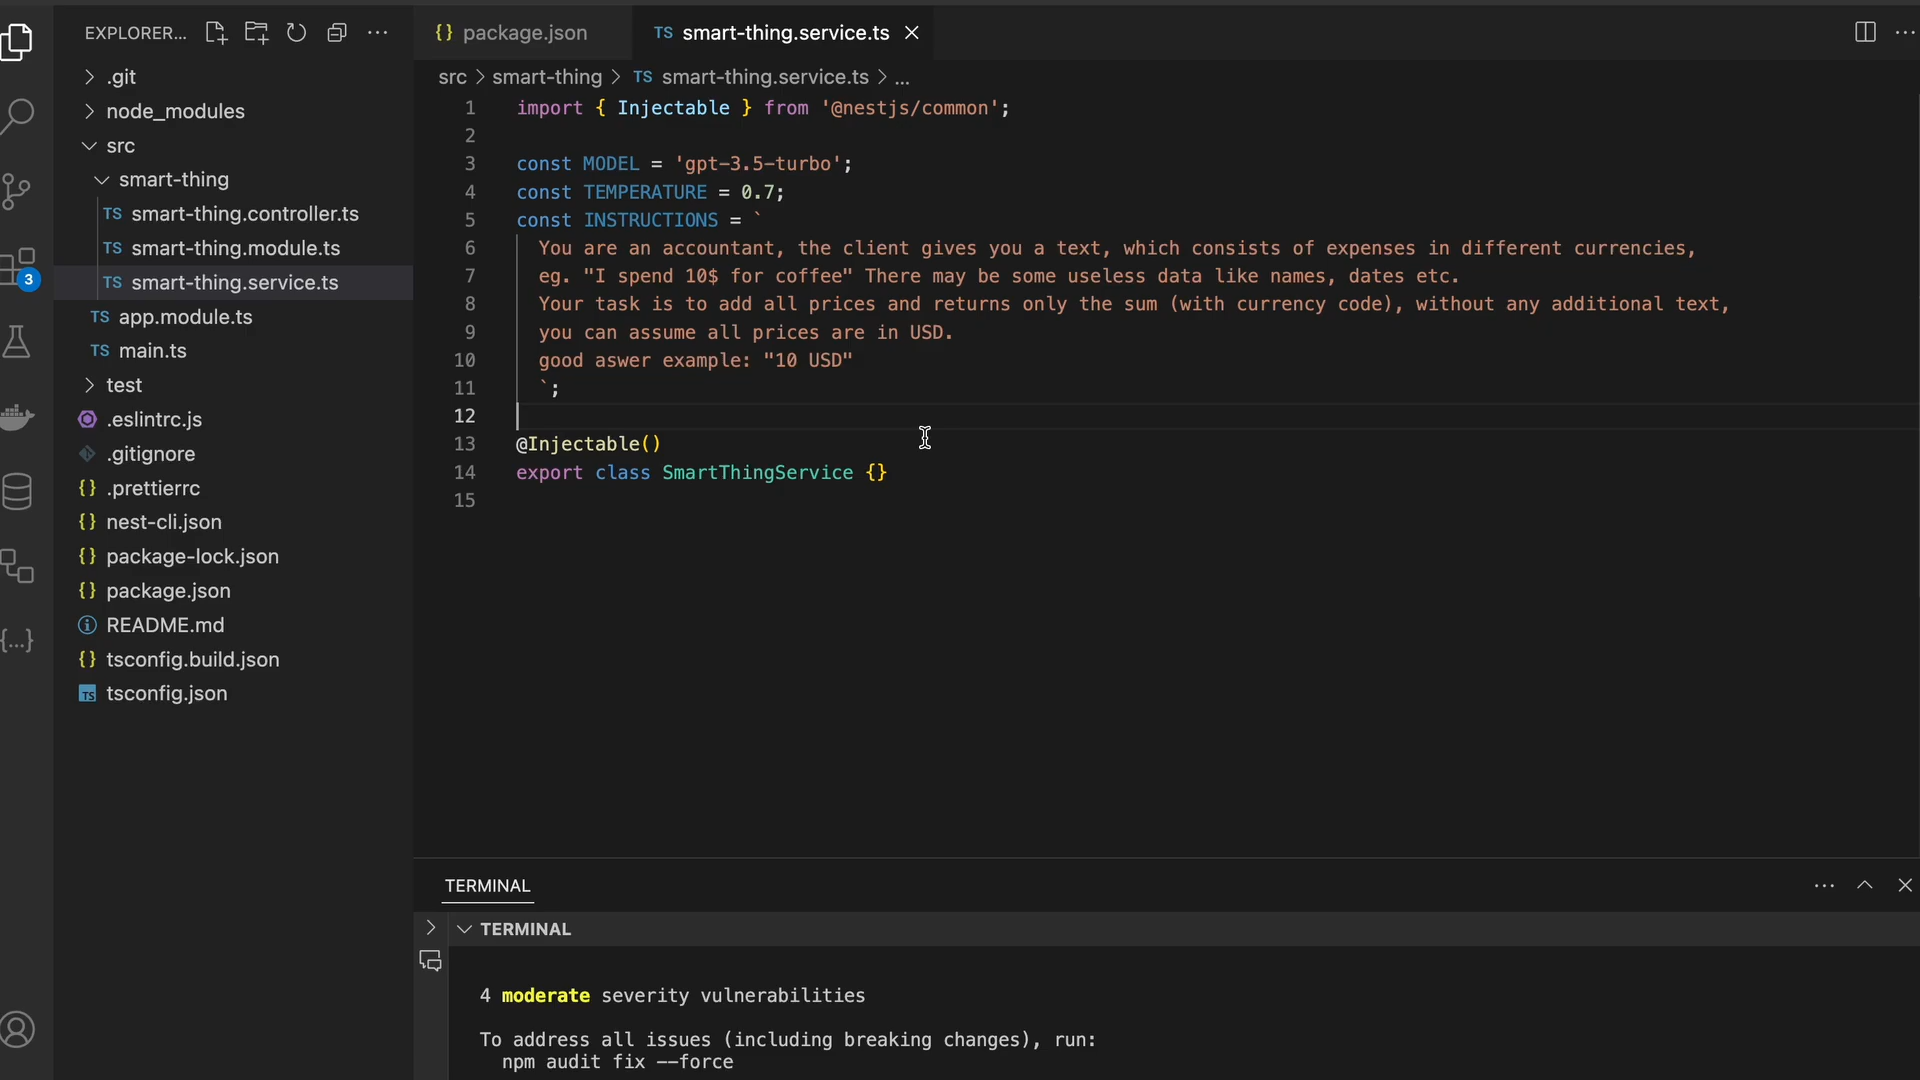 EXPLORER...
.git
node_modules
src
smart-thing
TS smart-thing.controller.ts
TS smart-thing.module.ts
TS smart-thing.service.ts
TS app.module.ts
TS main.ts
test
.eslintrc.js
.gitignore
{} .prettierrc
{} nest-cli.json
{} package-lock.json
{} package.json
README.md
{} tsconfig.build.json
TS tsconfig.json
3
{} package.json
TS smart-thing.service.ts
src > smart-thing > TS smart-thing.service.ts > ...
1 import { Injectable } from '@nestjs/common';
2
3 const MODEL = 'gpt-3.5-turbo';
4 const TEMPERATURE = 0.7;
5 const INSTRUCTIONS = `
6 You are an accountant, the client gives you a text, which consists of expenses in different currencies,
7 eg. "I spend 10$ for coffee" There may be some useless data like names, dates etc.
8 Your task is to add all prices and returns only the sum (with currency code), without any additional text,
9 you can assume all prices are in USD.
10 good aswer example: "10 USD"
11 `;
12
13 @Injectable()
14 export class SmartThingService {}
15
TERMINAL
TERMINAL
4 moderate severity vulnerabilities
To address all issues (including breaking changes), run:
npm audit fix --force